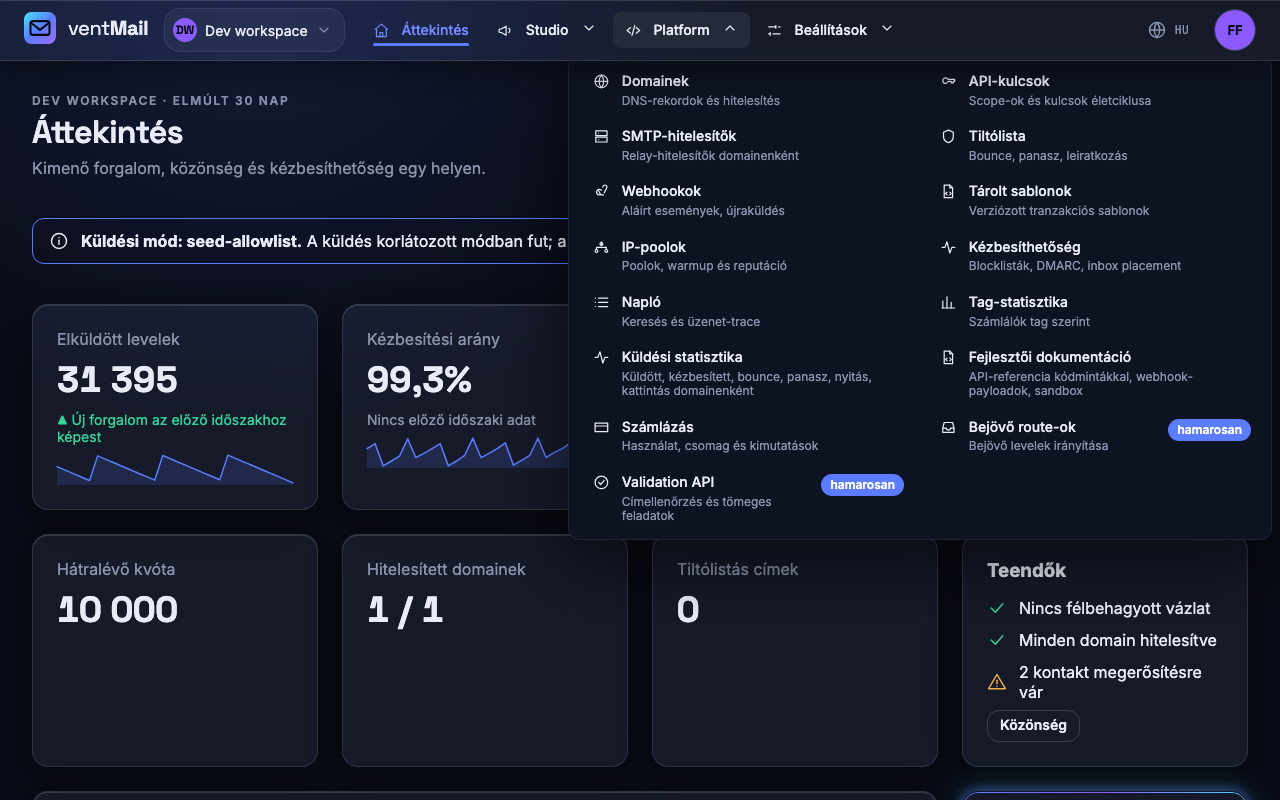 ventMail
DW
Dev workspace
Áttekintés
Studio
Platform
Beállítások
HU
FF
DEV WORKSPACE · ELMÚLT 30 NAP
Áttekintés
Kimenő forgalom, közönség és kézbesíthetőség egy helyen.
Küldési mód: seed-allowlist. A küldés korlátozott módban fut; a
Domainek
DNS-rekordok és hitelesítés
API-kulcsok
Scope-ok és kulcsok életciklusa
SMTP-hitelesítők
Relay-hitelesítők domainenként
Tiltólista
Bounce, panasz, leiratkozás
Webhookok
Aláírt események, újraküldés
Tárolt sablonok
Verziózott tranzakciós sablonok
IP-poolok
Poolok, warmup és reputáció
Kézbesíthetőség
Blocklisták, DMARC, inbox placement
Napló
Keresés és üzenet-trace
Tag-statisztika
Számlálók tag szerint
Küldési statisztika
Küldött, kézbesített, bounce, panasz, nyitás,
kattintás domainenként
Fejlesztői dokumentáció
API-referencia kódmintákkal, webhook-
payloadok, sandbox
Számlázás
Használat, csomag és kimutatások
Bejövő route-ok
Bejövő levelek irányítása
hamarosan
Validation API
Címellenőrzés és tömeges
feladatok
hamarosan
Elküldött levelek
31 395
▲ Új forgalom az előző időszakhoz
képest
Kézbesítési arány
99,3%
Nincs előző időszaki adat
Hátralévő kvóta
10 000
Hitelesített domainek
1 / 1
Tiltólistás címek
0
Teendők
Nincs félbehagyott vázlat
Minden domain hitelesítve
2 kontakt megerősítésre
vár
Közönség